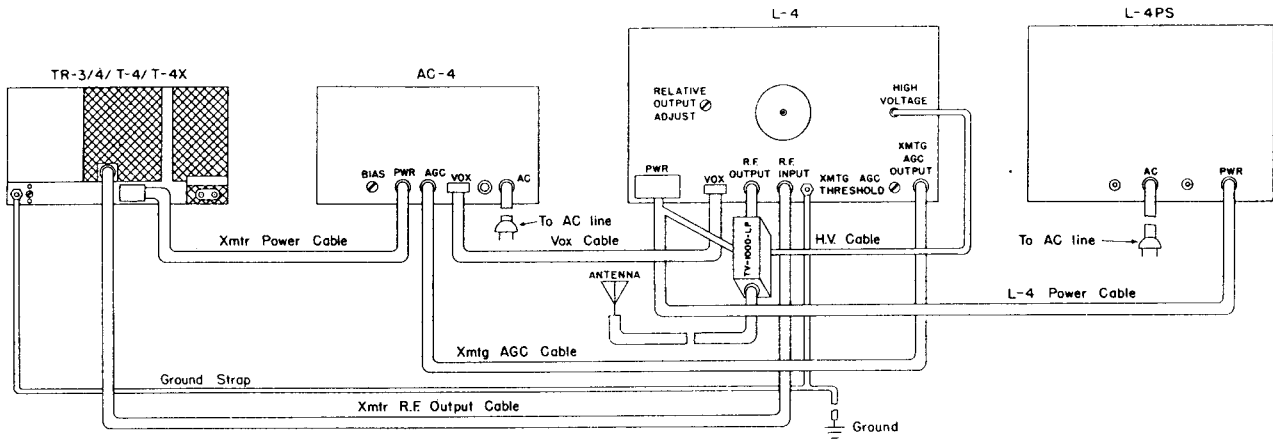 L-4
L-4PS
TR-3/4/ T-4/ T-4X
AC-4
RELATIVE
OUTPUT
ADJUST
HIGH
VOLTAGE
BIAS
PWR
AGC
VOX
AC
PWR
VOX
R.F.
OUTPUT
R.F.
INPUT
XMTG AGC
THRESHOLD
XMTG
AGC
OUTPUT
AC
PWR
To AC line
Xmtr Power Cable
Vox Cable
TV-1000-LP
H.V. Cable
To AC line
ANTENNA
L-4 Power Cable
Xmtg AGC Cable
Ground Strap
Xmtr R.F. Output Cable
Ground